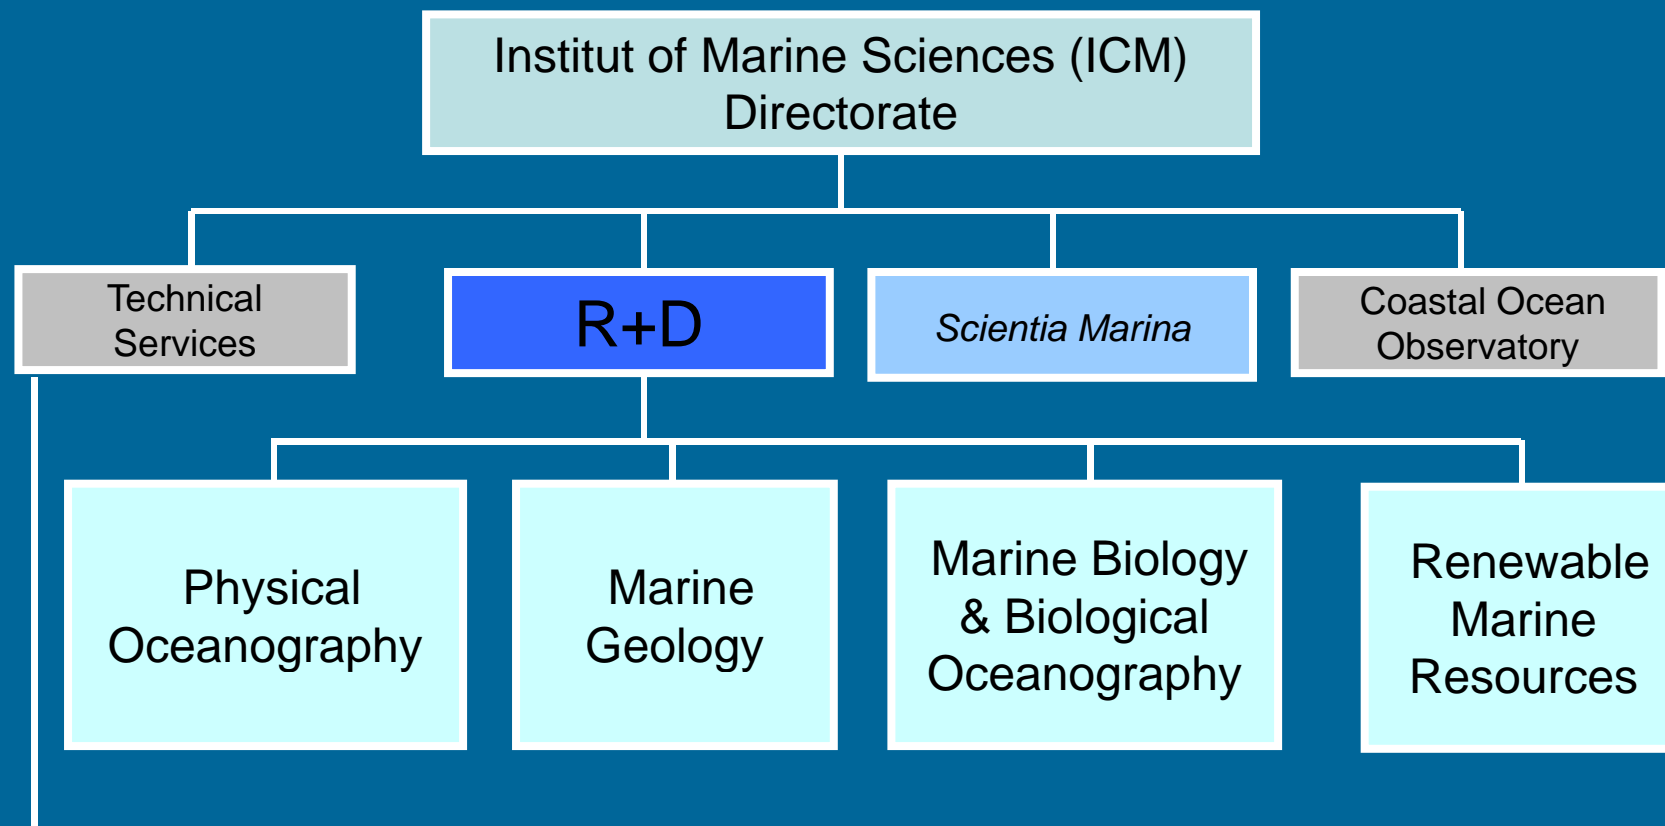 Institut of Marine Sciences (ICM)
Directorate
Technical
Services
R+D
Scientia Marina
Coastal Ocean
Observatory
Physical
Oceanography
Marine
Geology
Marine Biology
& Biological
Oceanography
Renewable
Marine
Resources